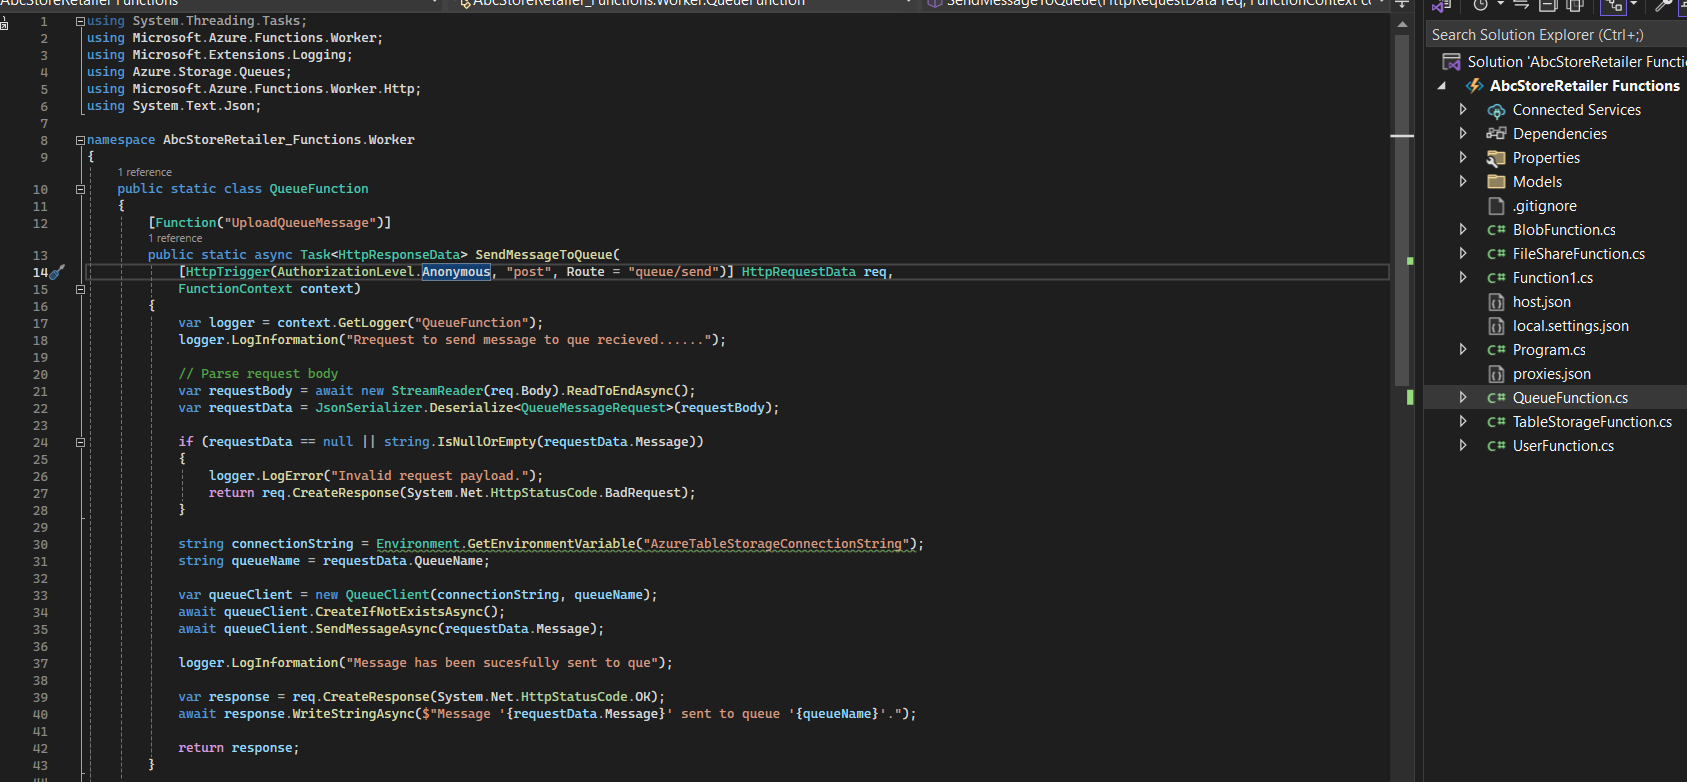 AbcStoreRetailer Functions
AbcStoreRetailer_Functions.Worker.QueueFunction
SendMessageToQueue(HttpRequestData req, FunctionContext co
1 using System.Threading.Tasks;
2 using Microsoft.Azure.Functions.Worker;
3 using Microsoft.Extensions.Logging;
4 using Azure.Storage.Queues;
5 using Microsoft.Azure.Functions.Worker.Http;
6 using System.Text.Json;
7
8 namespace AbcStoreRetailer_Functions.Worker
9 {
1 reference
10 public static class QueueFunction
11 {
12 [Function("UploadQueueMessage")]
1 reference
13 public static async Task<HttpResponseData> SendMessageToQueue(
14 [HttpTrigger(AuthorizationLevel.Anonymous, "post", Route = "queue/send")] HttpRequestData req,
15 FunctionContext context)
16 {
17 var logger = context.GetLogger("QueueFunction");
18 logger.LogInformation("Rrequest to send message to que recieved......");
19
20 // Parse request body
21 var requestBody = await new StreamReader(req.Body).ReadToEndAsync();
22 var requestData = JsonSerializer.Deserialize<QueueMessageRequest>(requestBody);
23
24 if (requestData == null || string.IsNullOrEmpty(requestData.Message))
25 {
26 logger.LogError("Invalid request payload.");
27 return req.CreateResponse(System.Net.HttpStatusCode.BadRequest);
28 }
29
30 string connectionString = Environment.GetEnvironmentVariable("AzureTableStorageConnectionString");
31 string queueName = requestData.QueueName;
32
33 var queueClient = new QueueClient(connectionString, queueName);
34 await queueClient.CreateIfNotExistsAsync();
35 await queueClient.SendMessageAsync(requestData.Message);
36
37 logger.LogInformation("Message has been sucesfully sent to que");
38
39 var response = req.CreateResponse(System.Net.HttpStatusCode.OK);
40 await response.WriteStringAsync($"Message '{requestData.Message}' sent to queue '{queueName}'.");
41
42 return response;
43 }
44
Search Solution Explorer (Ctrl+;)
Solution 'AbcStoreRetailer Functi
AbcStoreRetailer Functions
Connected Services
Dependencies
Properties
Models
.gitignore
C# BlobFunction.cs
C# FileShareFunction.cs
C# Function1.cs
host.json
local.settings.json
C# Program.cs
proxies.json
C# QueueFunction.cs
C# TableStorageFunction.cs
C# UserFunction.cs